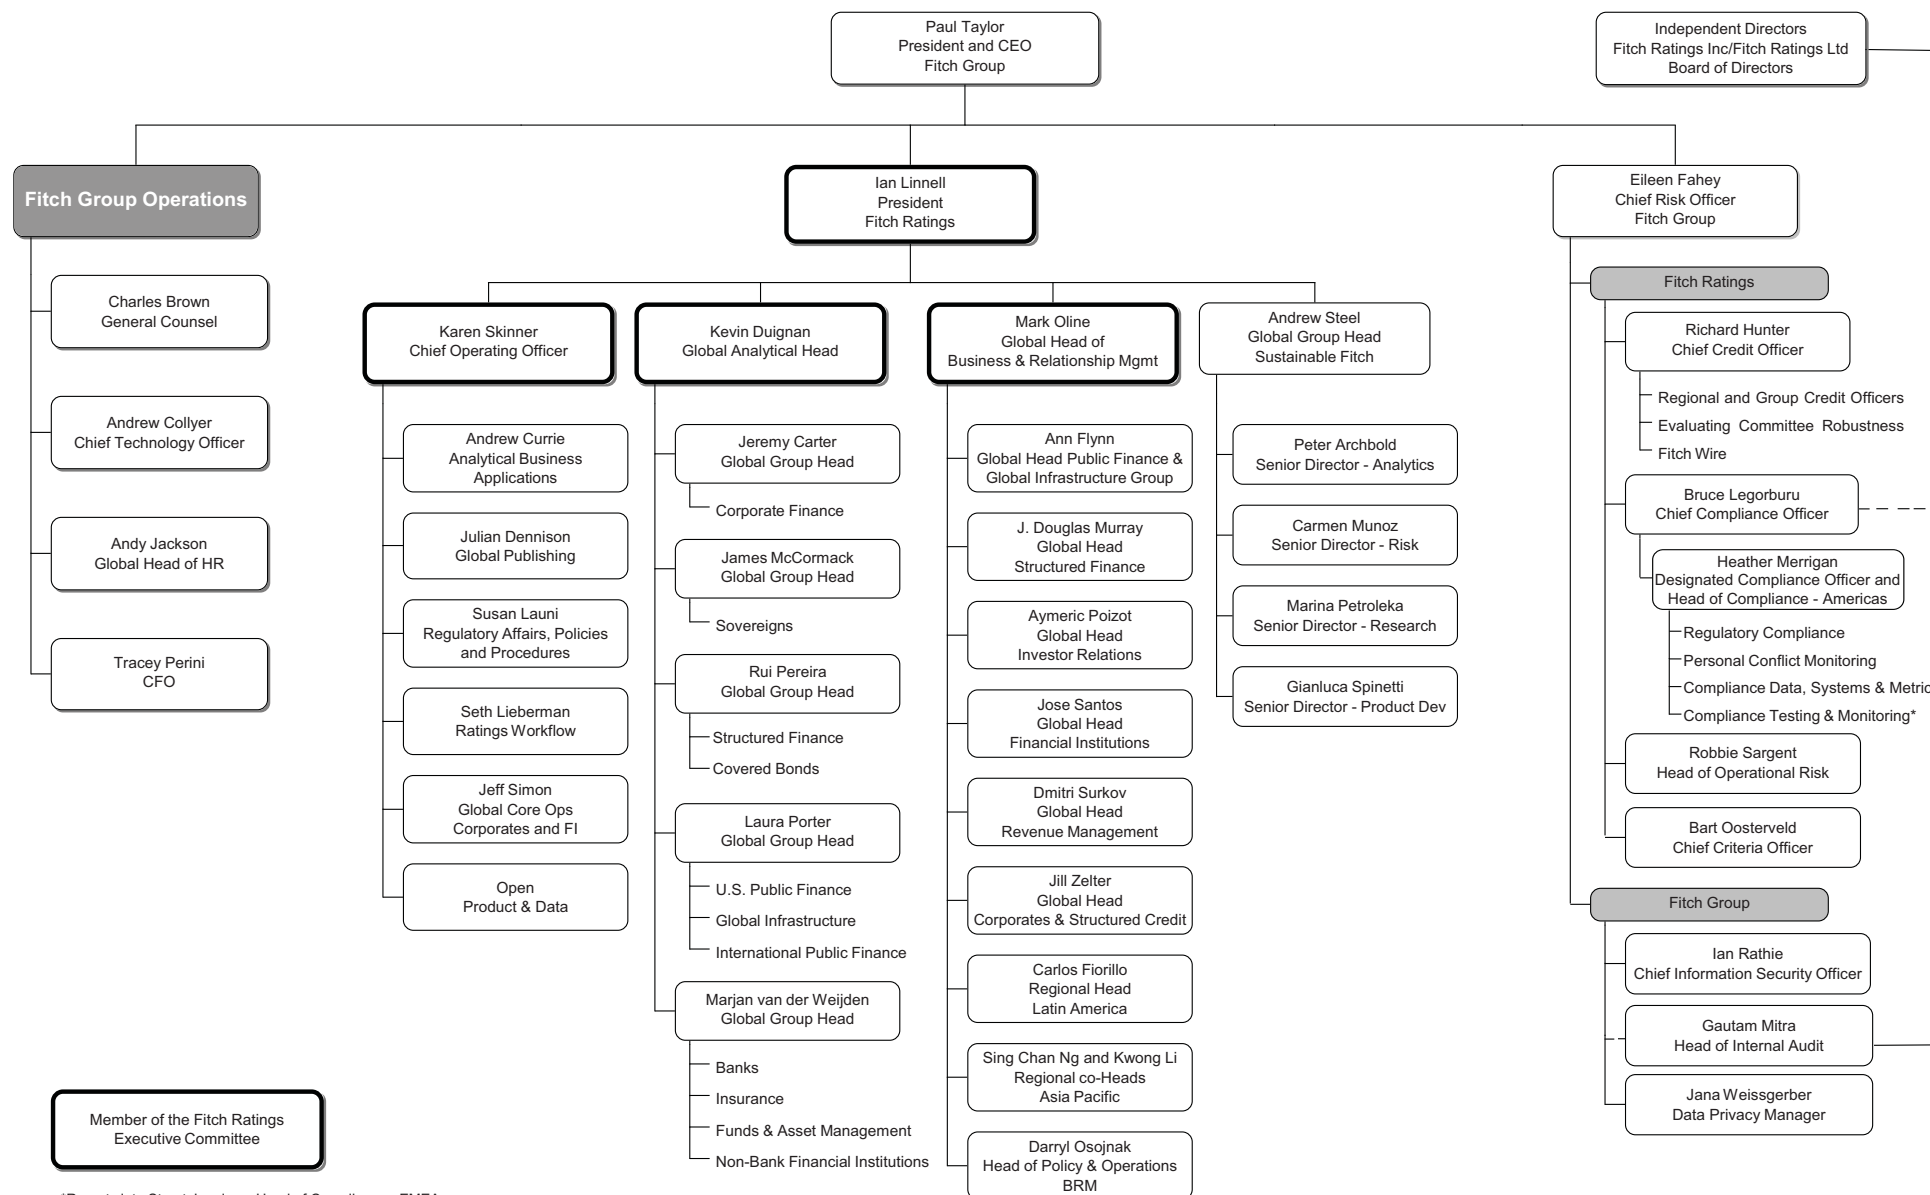 Paul Taylor
President and CEO
Fitch Group
Independent Directors
Fitch Ratings Inc/Fitch Ratings Ltd
Board of Directors
Fitch Group Operations
Charles Brown
General Counsel
Andrew Collyer
Chief Technology Officer
Andy Jackson
Global Head of HR
Tracey Perini
CFO
Ian Linnell
President
Fitch Ratings
Karen Skinner
Chief Operating Officer
Andrew Currie
Analytical Business
Applications
Julian Dennison
Global Publishing
Susan Launi
Regulatory Affairs, Policies
and Procedures
Seth Lieberman
Ratings Workflow
Jeff Simon
Global Core Ops
Corporates and FI
Open
Product & Data
Kevin Duignan
Global Analytical Head
Jeremy Carter
Global Group Head
Corporate Finance
James McCormack
Global Group Head
Sovereigns
Rui Pereira
Global Group Head
Structured Finance
Covered Bonds
Laura Porter
Global Group Head
U.S. Public Finance
Global Infrastructure
International Public Finance
Marjan van der Weijden
Global Group Head
Banks
Insurance
Funds & Asset Management
Non-Bank Financial Institutions
Mark Oline
Global Head of
Business & Relationship Mgmt
Ann Flynn
Global Head Public Finance &
Global Infrastructure Group
J. Douglas Murray
Global Head
Structured Finance
Aymeric Poizot
Global Head
Investor Relations
Jose Santos
Global Head
Financial Institutions
Dmitri Surkov
Global Head
Revenue Management
Jill Zelter
Global Head
Corporates & Structured Credit
Carlos Fiorillo
Regional Head
Latin America
Sing Chan Ng and Kwong Li
Regional co-Heads
Asia Pacific
Darryl Osojnak
Head of Policy & Operations
BRM
Andrew Steel
Global Group Head
Sustainable Fitch
Peter Archbold
Senior Director - Analytics
Carmen Munoz
Senior Director - Risk
Marina Petroleka
Senior Director - Research
Gianluca Spinetti
Senior Director - Product Dev
Eileen Fahey
Chief Risk Officer
Fitch Group
Fitch Ratings
Richard Hunter
Chief Credit Officer
Regional and Group Credit Officers
Evaluating Committee Robustness
Fitch Wire
Bruce Legorburu
Chief Compliance Officer
Heather Merrigan
Designated Compliance Officer and
Head of Compliance - Americas
Regulatory Compliance
Personal Conflict Monitoring
Compliance Data, Systems & Metric
Compliance Testing & Monitoring*
Robbie Sargent
Head of Operational Risk
Bart Oosterveld
Chief Criteria Officer
Fitch Group
Ian Rathie
Chief Information Security Officer
Gautam Mitra
Head of Internal Audit
Jana Weissgerber
Data Privacy Manager
Member of the Fitch Ratings
Executive Committee